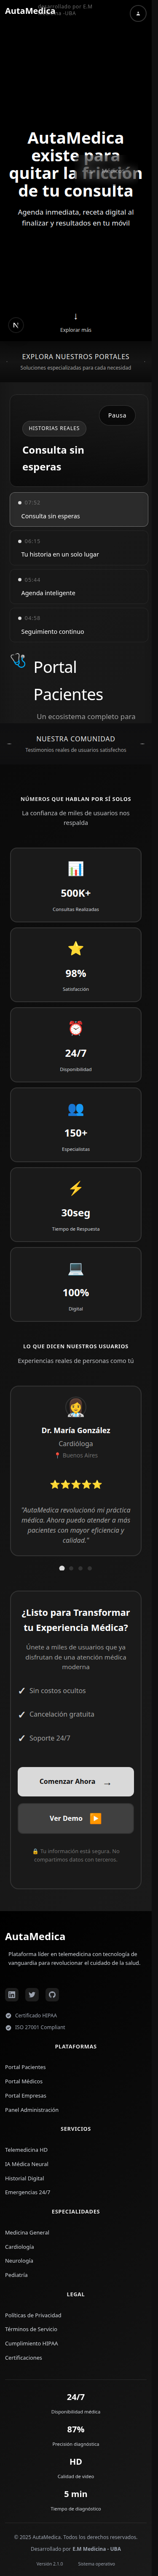 AutaMedica
desarrollado por E.M
UBA
AutaMedica
existe para
quitar la fricción
de tu consulta
Agenda inmediata, receta digital al
finalizar y resultados en tu móvil
↓
Explorar más
N
EXPLORA NUESTROS PORTALES
Soluciones especializadas para cada necesidad
Pausa
HISTORIAS REALES
Consulta sin
esperas
07:52
Consulta sin esperas
06:15
Tu historia en un solo lugar
05:44
Agenda inteligente
04:58
Seguimiento continuo
Portal
Pacientes
Un ecosistema completo para
NUESTRA COMUNIDAD
Testimonios reales de usuarios satisfechos
NÚMEROS QUE HABLAN POR SÍ SOLOS
La confianza de miles de usuarios nos
respalda
500K+
Consultas Realizadas
98%
Satisfacción
24/7
Disponibilidad
150+
Especialistas
30seg
Tiempo de Respuesta
100%
Digital
LO QUE DICEN NUESTROS USUARIOS
Experiencias reales de personas como tú
Dr. María González
Cardióloga
📍 Buenos Aires
"AutaMedica revolucionó mi práctica
médica. Ahora puedo atender a más
pacientes con mayor eficiencia y
calidad."
¿Listo para Transformar
tu Experiencia Médica?
Únete a miles de usuarios que ya
disfrutan de una atención médica
moderna
✓ Sin costos ocultos
✓ Cancelación gratuita
✓ Soporte 24/7
Comenzar Ahora →
Ver Demo
🔒 Tu información está segura. No
compartimos datos con terceros.
AutaMedica
Plataforma líder en telemedicina con tecnología de
vanguardia para revolucionar el cuidado de la salud.
Certificado HIPAA
ISO 27001 Compliant
PLATAFORMAS
Portal Pacientes
Portal Médicos
Portal Empresas
Panel Administración
SERVICIOS
Telemedicina HD
IA Médica Neural
Historial Digital
Emergencias 24/7
ESPECIALIDADES
Medicina General
Cardiología
Neurología
Pediatría
LEGAL
Políticas de Privacidad
Términos de Servicio
Cumplimiento HIPAA
Certificaciones
24/7
Disponibilidad médica
87%
Precisión diagnóstica
HD
Calidad de video
5 min
Tiempo de diagnóstico
© 2025 AutaMedica. Todos los derechos reservados.
Desarrollado por E.M Medicina - UBA
Versión 2.1.0 Sistema operativo